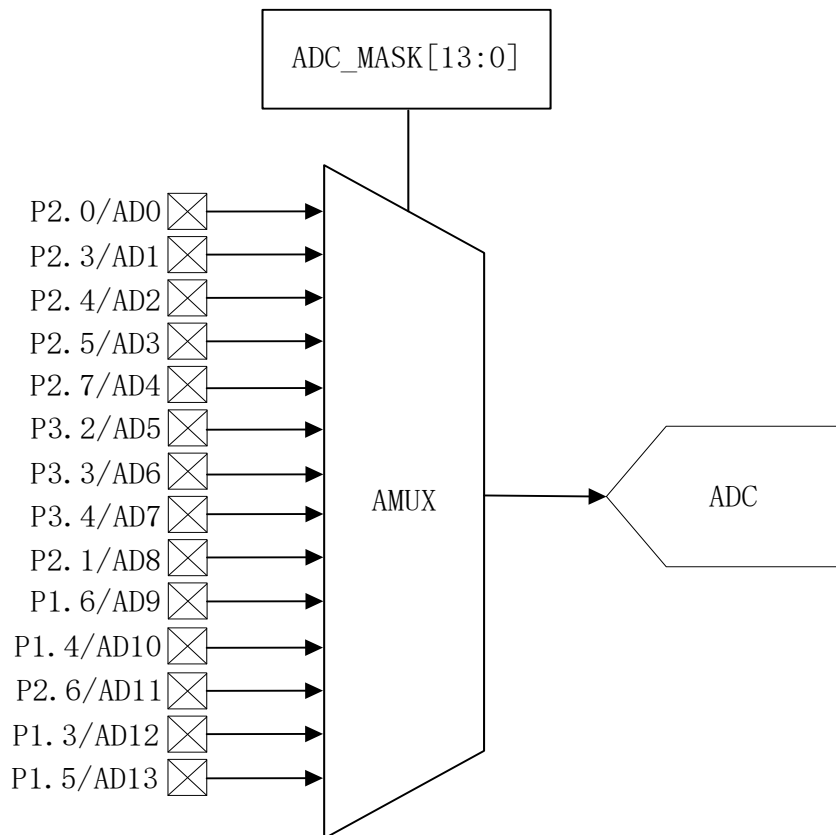 ADC_MASK[13:0]
P2.0/AD0
P2.3/AD1
P2.4/AD2
P2.5/AD3
P2.7/AD4
P3.2/AD5
P3.3/AD6
P3.4/AD7
P2.1/AD8
P1.6/AD9
P1.4/AD10
P2.6/AD11
P1.3/AD12
P1.5/AD13
AMUX
ADC